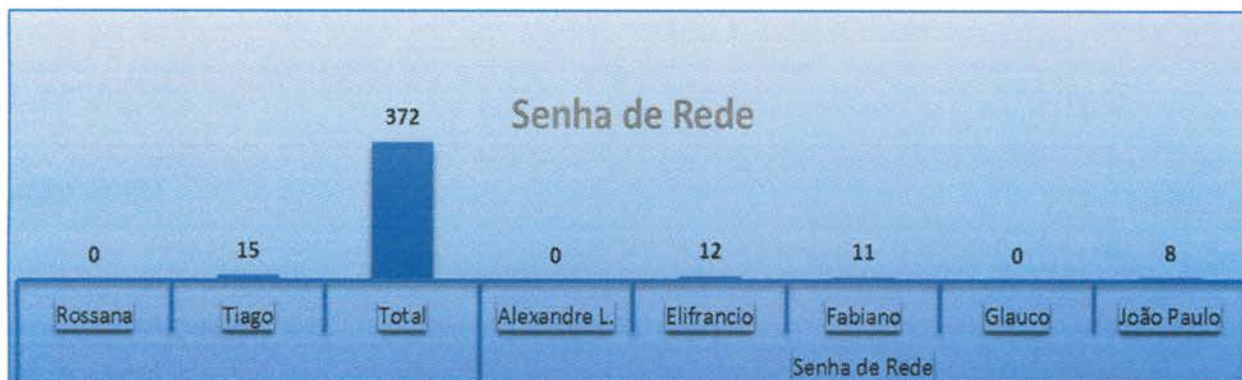 Senha de Rede
372
0 15 0 12 11 0 8
Rossana Tiago Total Alexandre L. Elifrancio Fabiano Glauco João Paulo
Senha de Rede